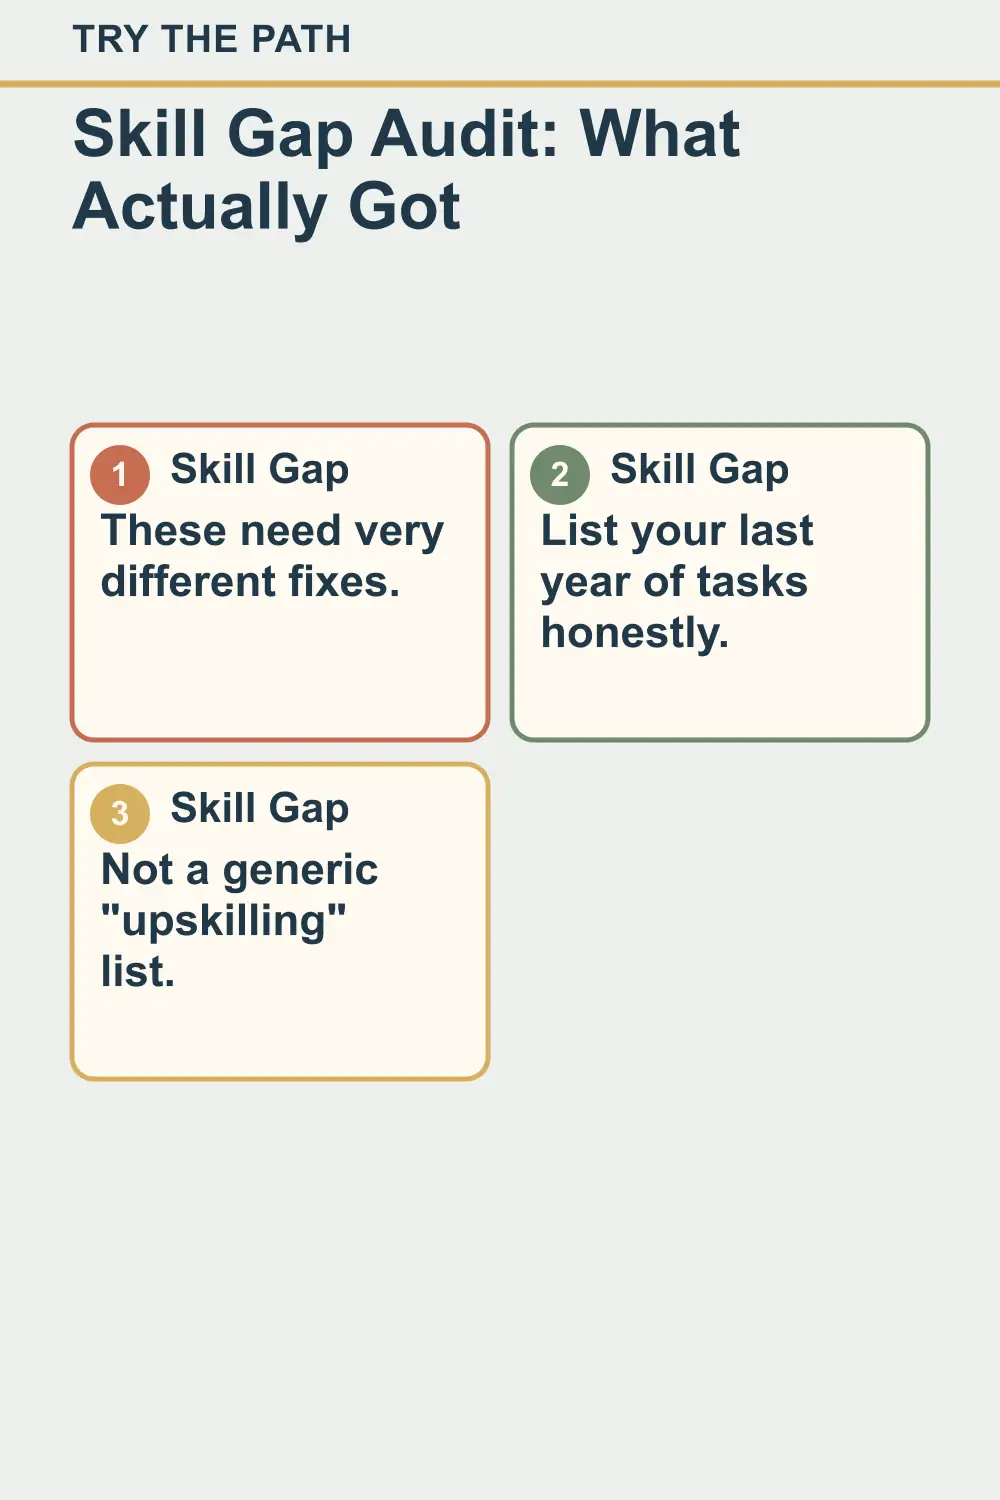 TRY THE PATH
Skill Gap Audit: What
Actually Got
1 Skill Gap
These need very
different fixes.
2 Skill Gap
List your last
year of tasks
honestly.
3 Skill Gap
Not a generic
"upskilling"
list.